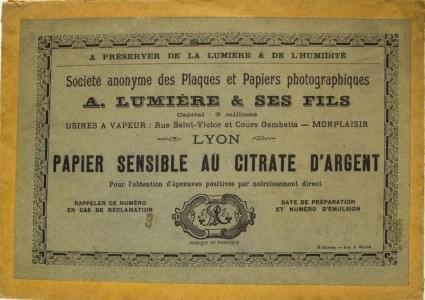 A PRÉSERVER DE LA LUMIÈRE & DE L'HUMIDITÉ
Société anonyme des Plaques et Papiers photographiques
A. LUMIÈRE & SES FILS
Capital : 3 millions
USINES A VAPEUR : Rue Saint-Victor et Cours Gambetta — MONPLAISIR
LYON
PAPIER SENSIBLE AU CITRATE D'ARGENT
Pour l'obtention d'épreuves positives par noircissement direct
RAPPELER CE NUMÉRO
EN CAS DE RÉCLAMATION
DATE DE PRÉPARATION
ET NUMÉRO D'ÉMULSION
MARQUE DE FABRIQUE